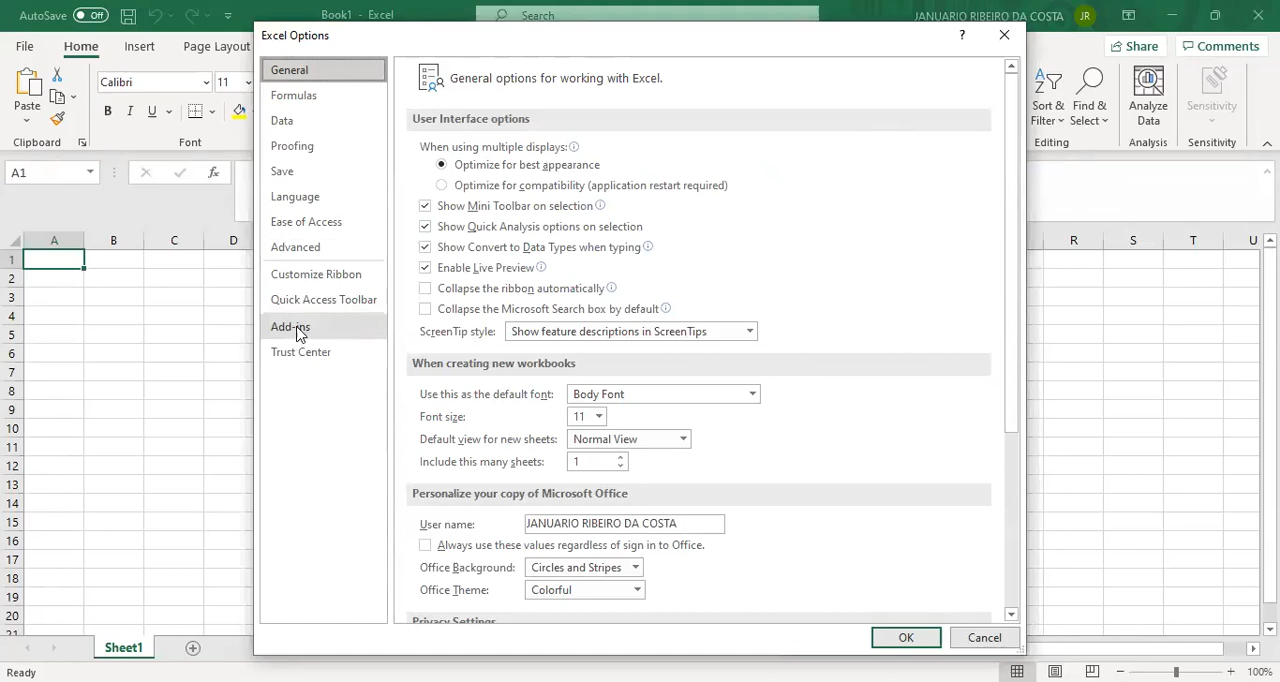 AutoSave Off Book1 - Excel Search JANUARIO RIBEIRO DA COSTA JR
File Home Insert Page Layout Share Comments
Paste Calibri 11 Sort & Filter Find & Select Analyze Data Sensitivity
B I U
Clipboard Font Editing Analysis Sensitivity
A1 fx
A B C D R S T U
1
2
3
4
5
6
7
8
9
10
11
12
13
14
15
16
17
18
19
20
21
Excel Options ?
General
Formulas
Data
Proofing
Save
Language
Ease of Access
Advanced
Customize Ribbon
Quick Access Toolbar
Add-ins
Trust Center
General options for working with Excel.
User Interface options
When using multiple displays:
Optimize for best appearance
Optimize for compatibility (application restart required)
Show Mini Toolbar on selection
Show Quick Analysis options on selection
Show Convert to Data Types when typing
Enable Live Preview
Collapse the ribbon automatically
Collapse the Microsoft Search box by default
ScreenTip style: Show feature descriptions in ScreenTips
When creating new workbooks
Use this as the default font: Body Font
Font size: 11
Default view for new sheets: Normal View
Include this many sheets: 1
Personalize your copy of Microsoft Office
User name: JANUARIO RIBEIRO DA COSTA
Always use these values regardless of sign in to Office.
Office Background: Circles and Stripes
Office Theme: Colorful
Privacy Settings
OK Cancel
Sheet1
Ready 100%